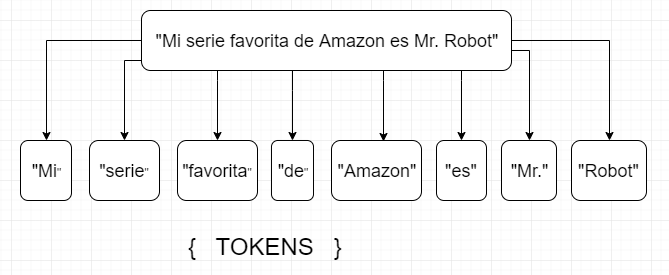 "Mi serie favorita de Amazon es Mr. Robot"
"Mi" "serie" "favorita" "de" "Amazon" "es" "Mr." "Robot"
{ TOKENS }